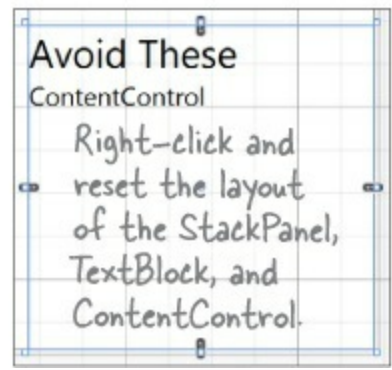 Avoid These
ContentControl
Right-click and
reset the layout
of the StackPanel,
TextBlock, and
ContentControl.